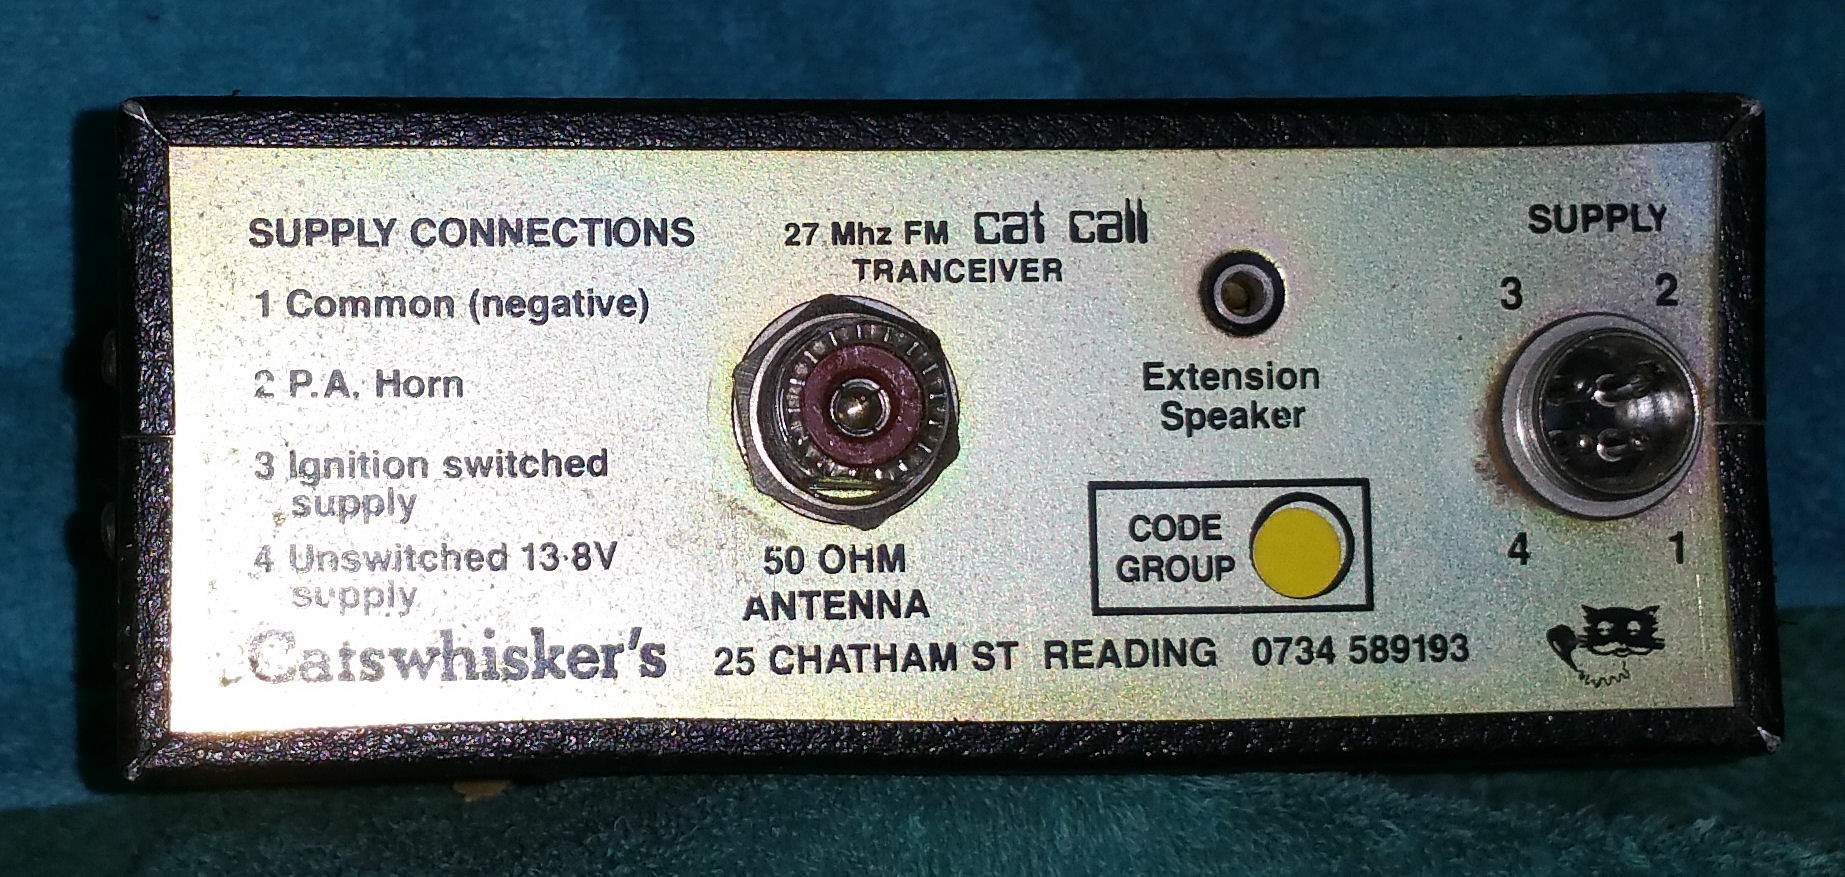 SUPPLY CONNECTIONS
1 Common (negative)
2 P.A. Horn
3 Ignition switched
supply
4 Unswitched 13·8V
supply
27 Mhz FM cat call
TRANCEIVER
50 OHM
ANTENNA
Extension
Speaker
CODE
GROUP
SUPPLY
3 2
4 1
Catswhisker's 25 CHATHAM ST READING 0734 589193